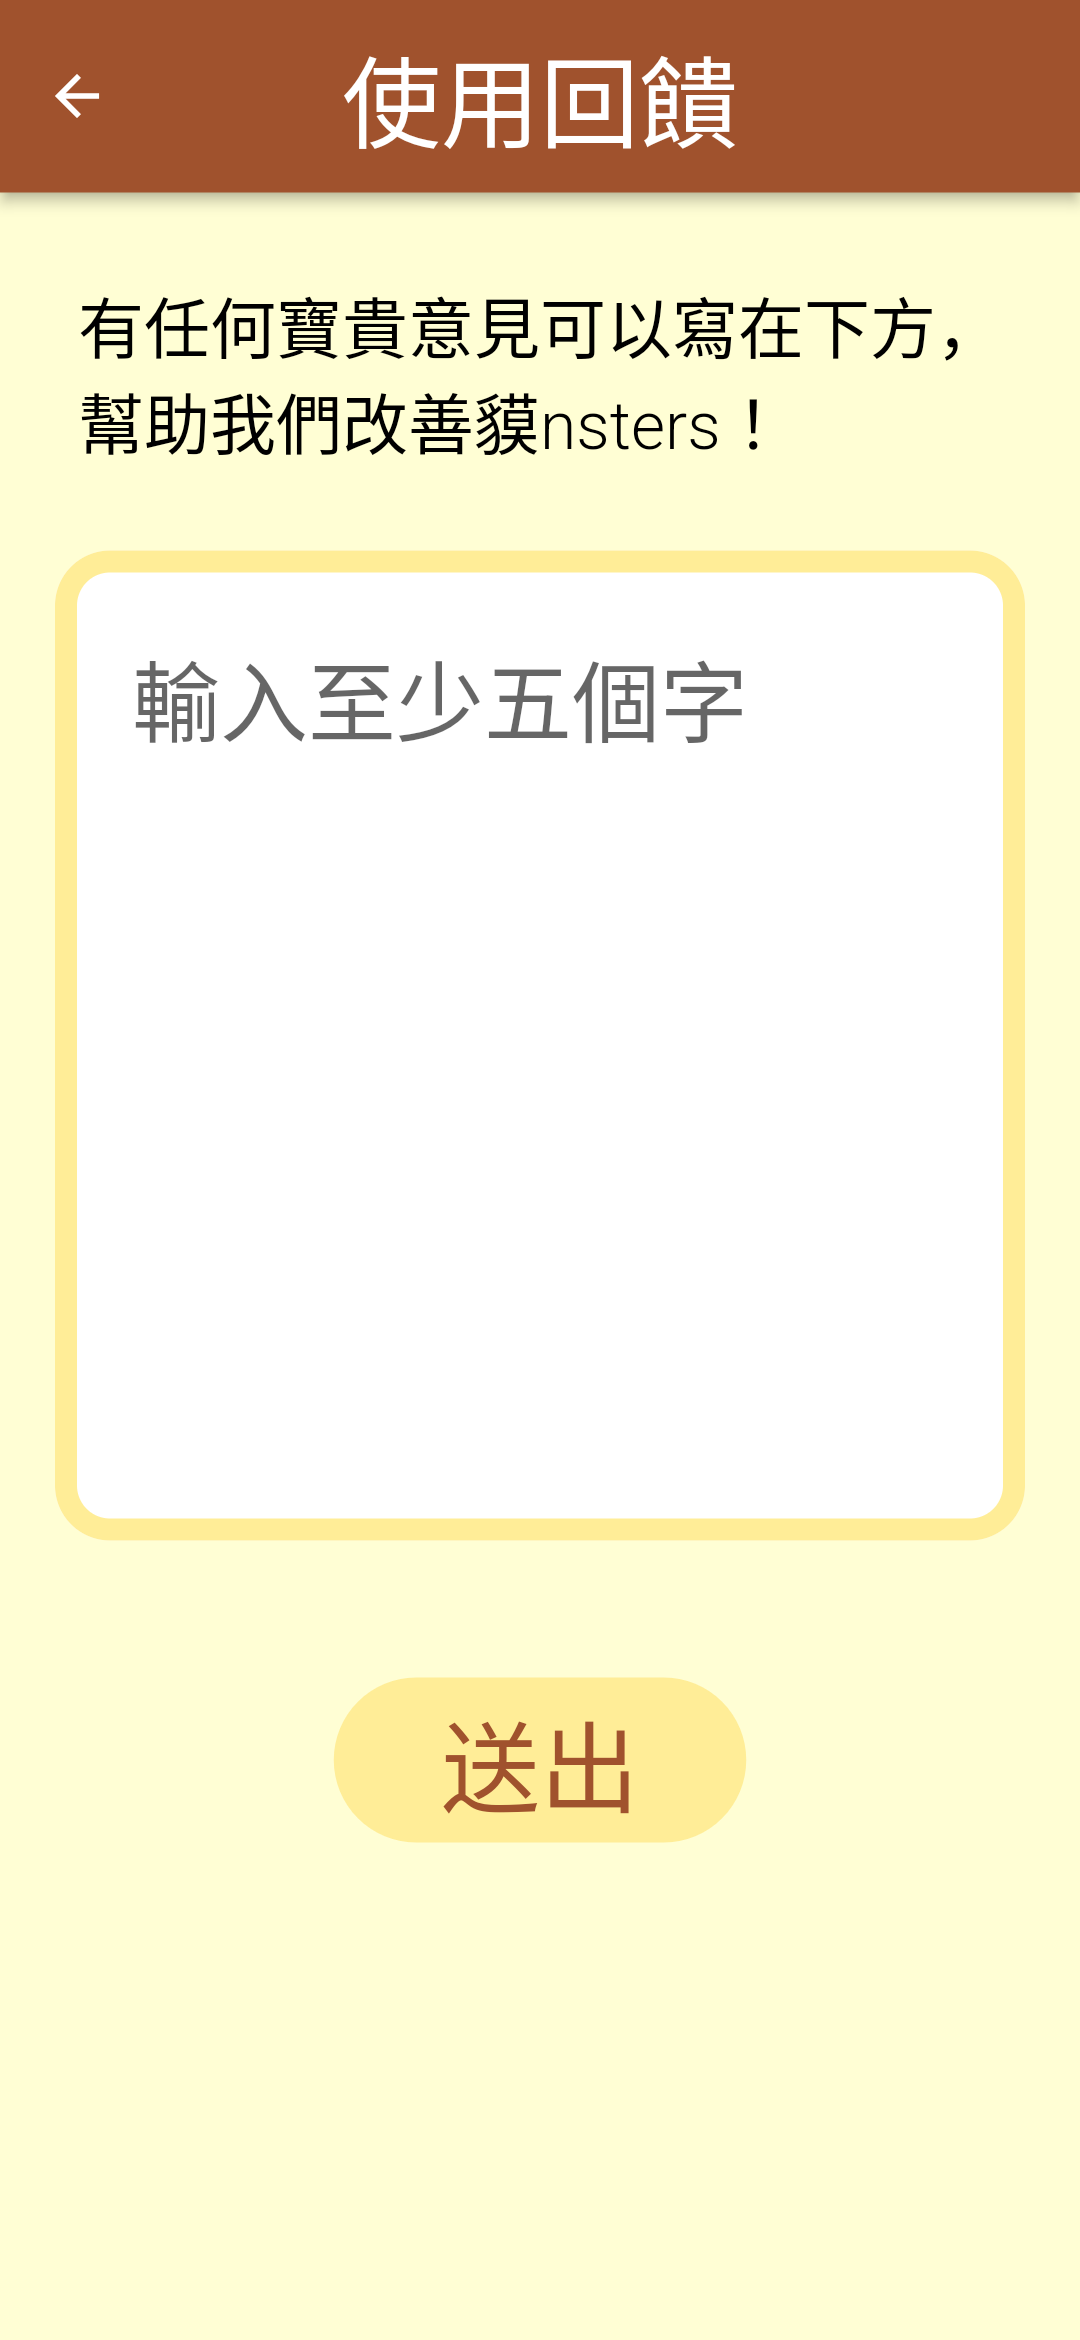 使用回饋
有任何寶貴意見可以寫在下方，
幫助我們改善貘nsters！
輸入至少五個字
送出